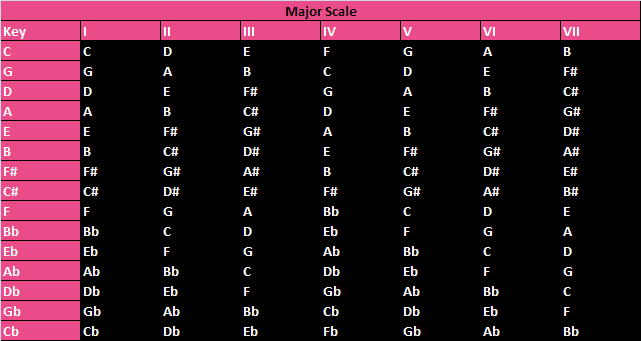 Major Scale
Key I II III IV V VI VII
C C D E F G A B
G G A B C D E F#
D D E F# G A B C#
A A B C# D E F# G#
E E F# G# A B C# D#
B B C# D# E F# G# A#
F# F# G# A# B C# D# E#
C# C# D# E# F# G# A# B#
F F G A Bb C D E
Bb Bb C D Eb F G A
Eb Eb F G Ab Bb C D
Ab Ab Bb C Db Eb F G
Db Db Eb F Gb Ab Bb C
Gb Gb Ab Bb Cb Db Eb F
Cb Cb Db Eb Fb Gb Ab Bb